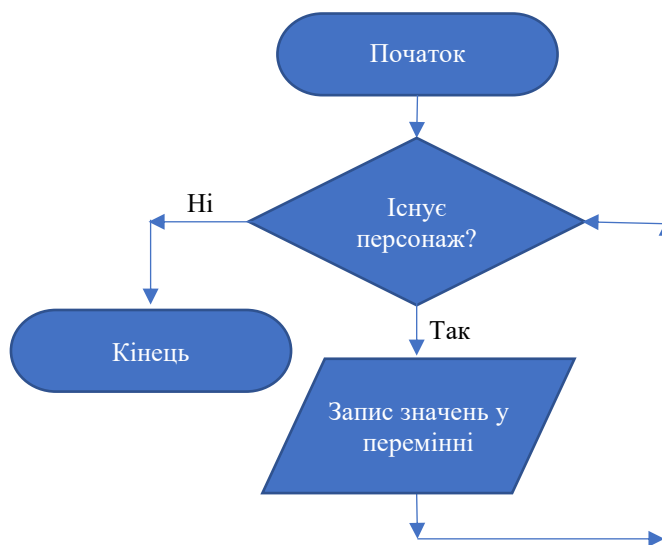 Початок
Ні
Існує
персонаж?
Так
Кінець
Запис значень у
перемінні